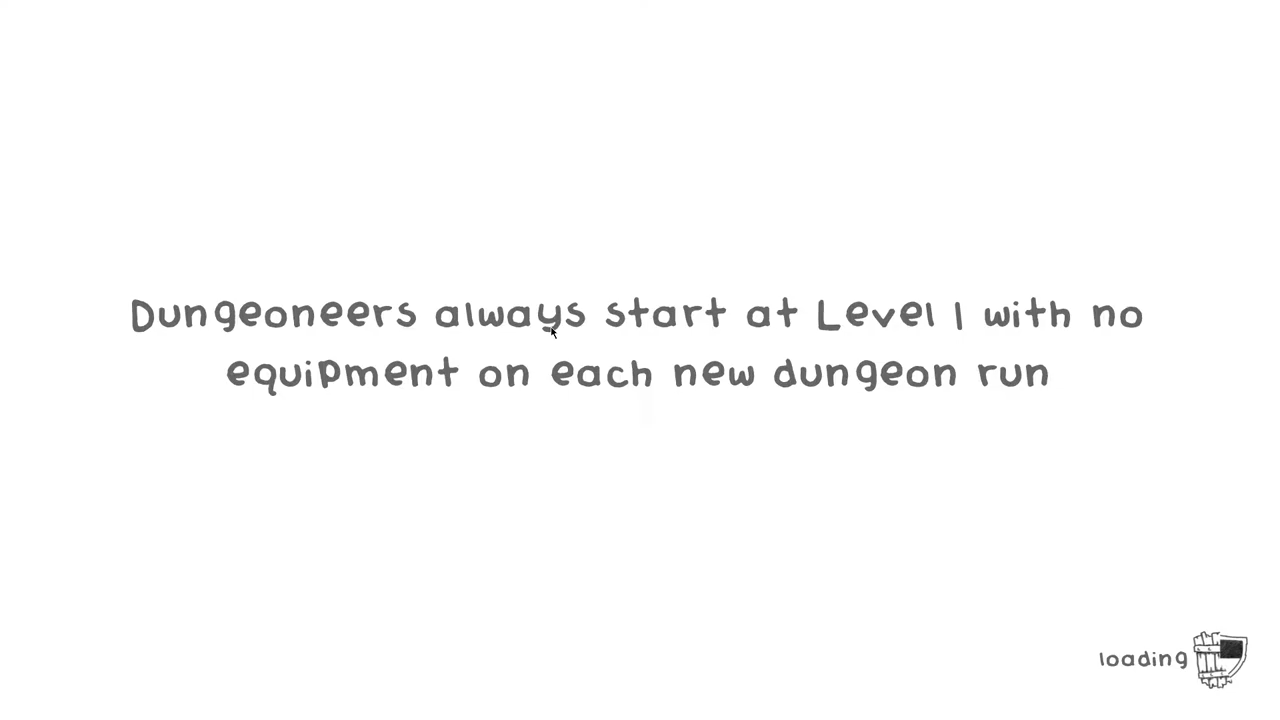 Dungeoneers always start at Level 1 with no
equipment on each new dungeon run
loading